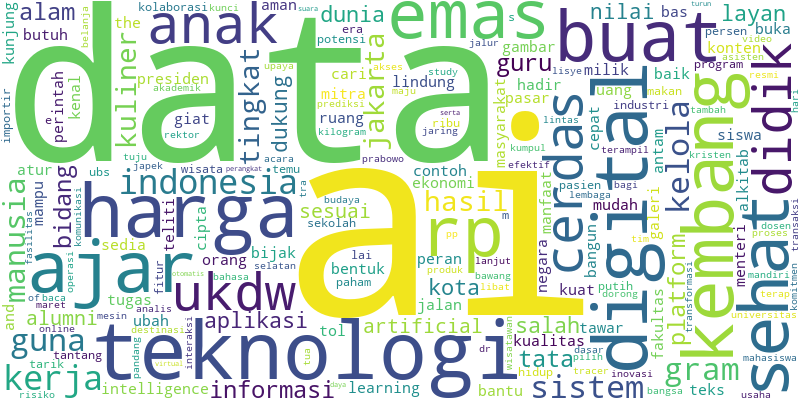 data
ai
teknologi
harga
digital
kembang
buat
sehat
didik
emas
ajar
cerdas
ukdw
rp
anak
kerja
guna
sistem
indonesia
manusia
hasil
kuliner
tingkat
jakarta
guru
kelola
platform
gram
alam
dunia
nilai
layan
bidang
informasi
aplikasi
artificial
salah
kota
tata
alumni
sesuai
dukung
lindung
ekonomi
intelligence
learning
kunjung
butuh
kolaborasi
kunci
aman
the
belanja
suara
potensi
era
presiden
perintah
kenal
importir
akademik
rektor
giat
upaya
cari
mitra
prediksi
akses
maju
ruang
kilogram
ribu
jaring
serta
prabowo
study
jalur
gambar
s
hadir
pasar
masyarakat
lisye
milik
bas
persen
uang
industri
lintas
cepat
antam
efektif
kumpul
terampil
buka
konten
video
asisten
program
baik
resmi
makan
tambah
siswa
kristen
turun
hari
atur
tuju
japek
ubs
wisata
acara
temu
perangkat
mampu
fasilitas
komunikasi
teliti
cipta
sekolah
budaya
tra
contoh
sedia
bijak
orang
fitur
lai
bentuk
paham
peran
m
pp
produk
lanjut
bawang
libat
negara
manfaat
mudah
pasien
lembaga
bagi
bangun
galeri
alkitab
menteri
dosen
proses
transaksi
and
of
baca
maret
operasi
tugas
ubah
online
mesin
analis
destinasi
interaksi
otomatis
bahasa
selatan
tol
jalan
kuat
putih
dorong
tim
tawar
kualitas
fakultas
transformasi
mandiri
terap
komitmen
universitas
mahasiswa
tantang
tarik
pandang
virtual
risiko
tua
daya
bantu
dr
hidup
wisatawan
dasar
pilih
tracer
inovasi
bangsa
teks
usaha